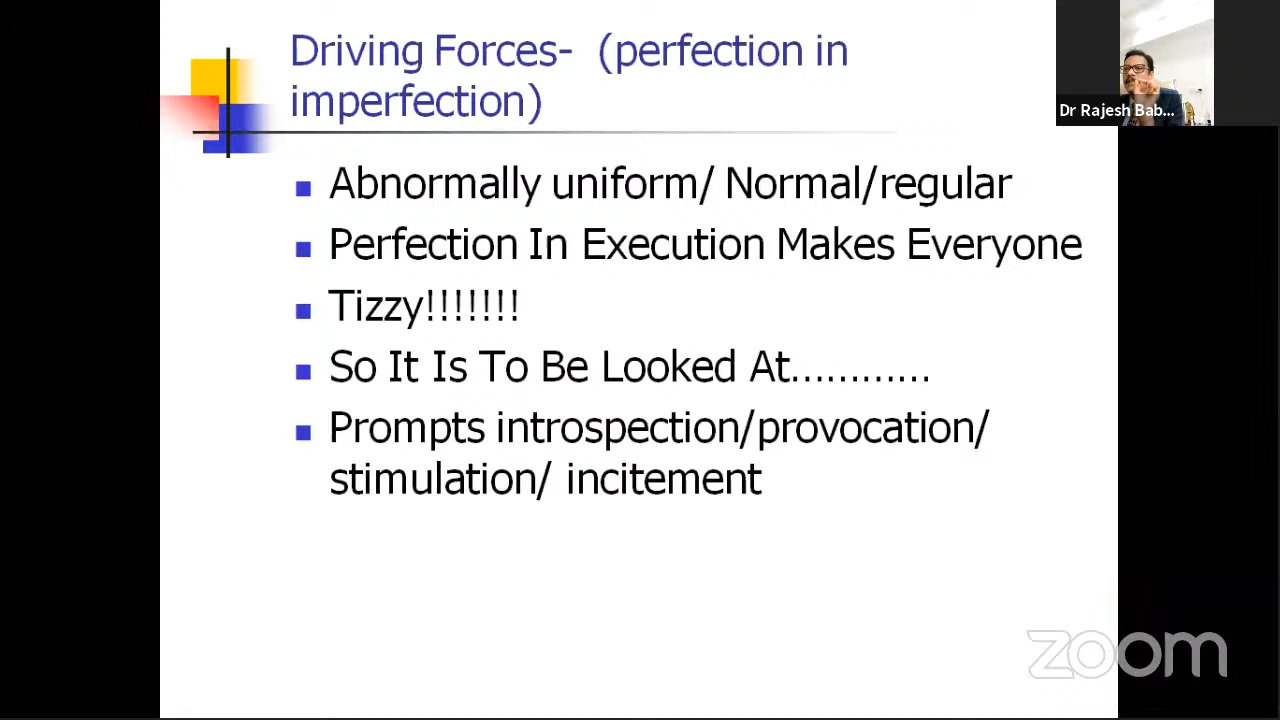 Driving Forces- (perfection in
imperfection)
Dr Rajesh Bab...
Abnormally uniform/ Normal/regular
Perfection In Execution Makes Everyone
Tizzy!!!!!!!
So It Is To Be Looked At…………
Prompts introspection/provocation/
stimulation/ incitement
zoom